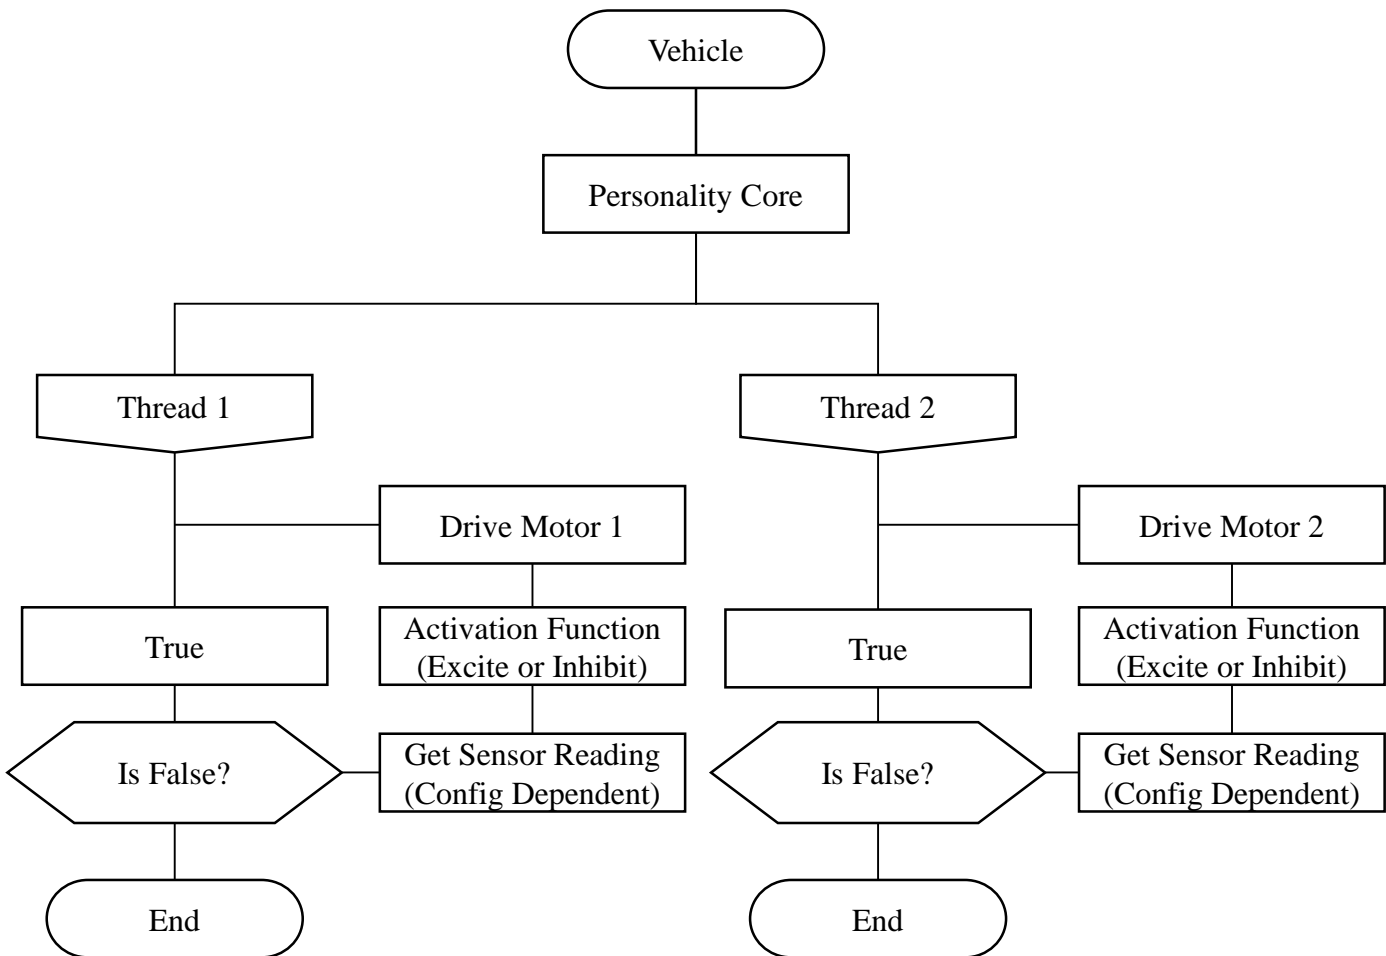 Vehicle
Personality Core
Thread 1
Thread 2
Drive Motor 1
Drive Motor 2
True
Activation Function
(Excite or Inhibit)
True
Activation Function
(Excite or Inhibit)
Is False?
Get Sensor Reading
(Config Dependent)
Is False?
Get Sensor Reading
(Config Dependent)
End
End